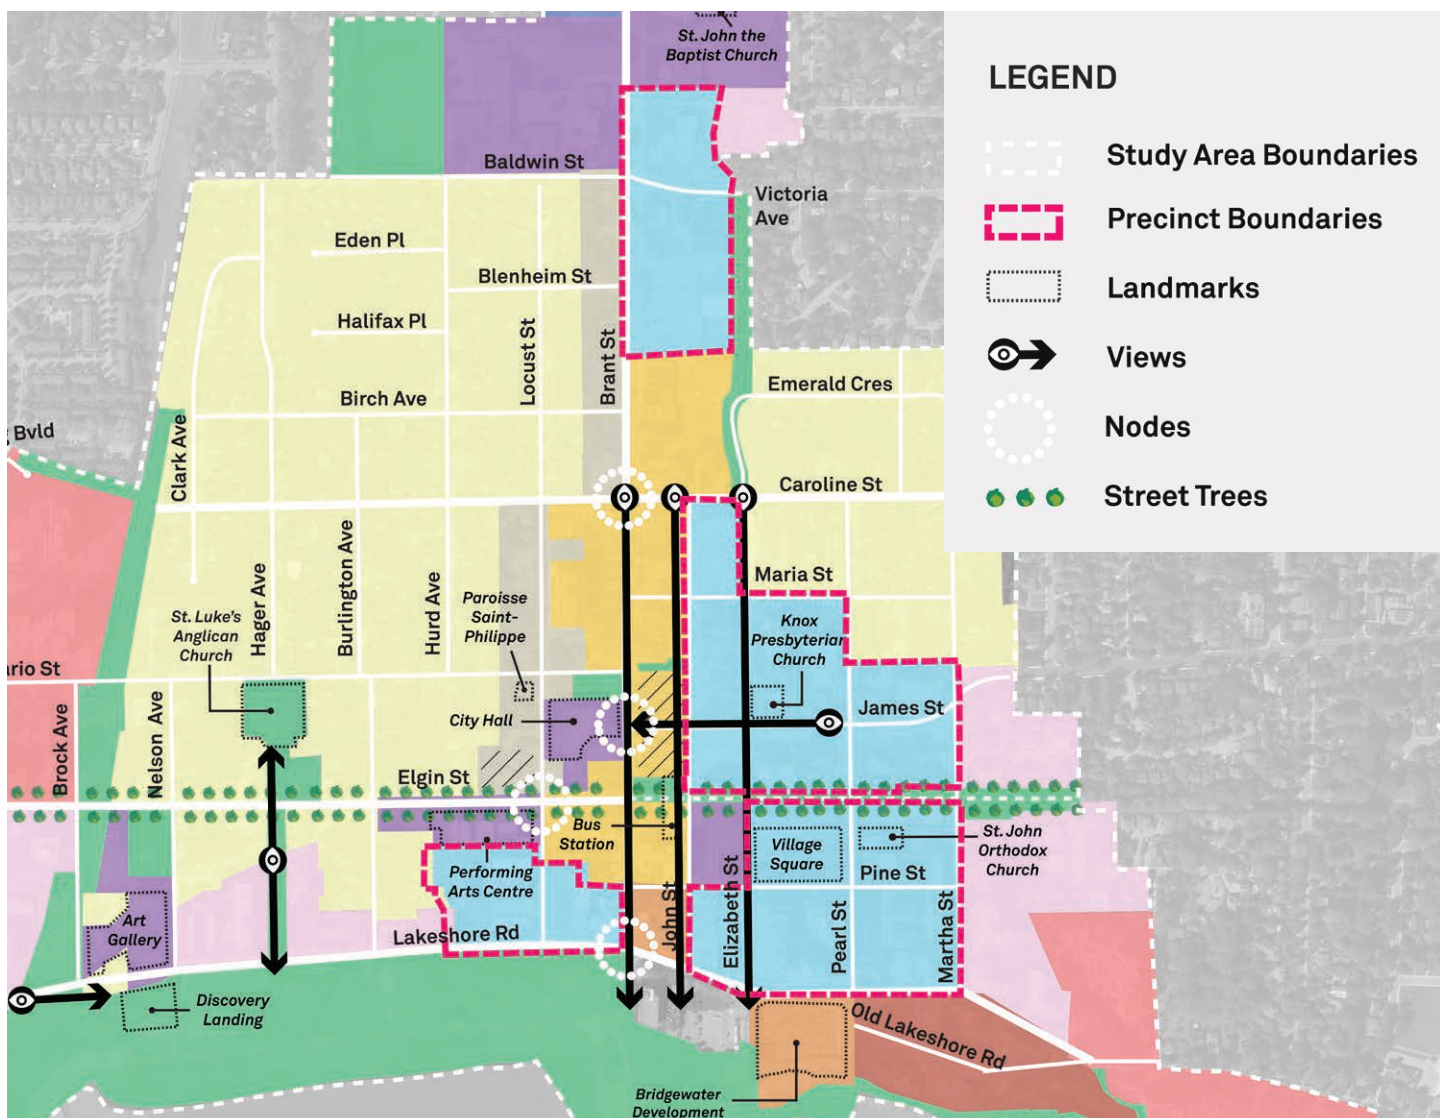 St. John the
Baptist Church
LEGEND
Study Area Boundaries
Precinct Boundaries
Landmarks
Views
Nodes
Street Trees
Baldwin St
Victoria
Ave
Eden Pl
Blenheim St
Halifax Pl
Locust St
Brant St
Emerald Cres
Birch Ave
Clark Ave
g Bvld
Caroline St
Maria St
Hager Ave
Burlington Ave
Hurd Ave
St. Luke's
Anglican
Church
Paroisse
Saint-
Philippe
Knox
Presbyterian
Church
ario St
City Hall
James St
Brock Ave
Nelson Ave
Elgin St
Bus
Station
Village
Square
St. John
Orthodox
Church
Performing
Arts Centre
Pine St
John St
Elizabeth St
Pearl St
Martha St
Art
Gallery
Lakeshore Rd
Discovery
Landing
Old Lakeshore Rd
Bridgewater
Development